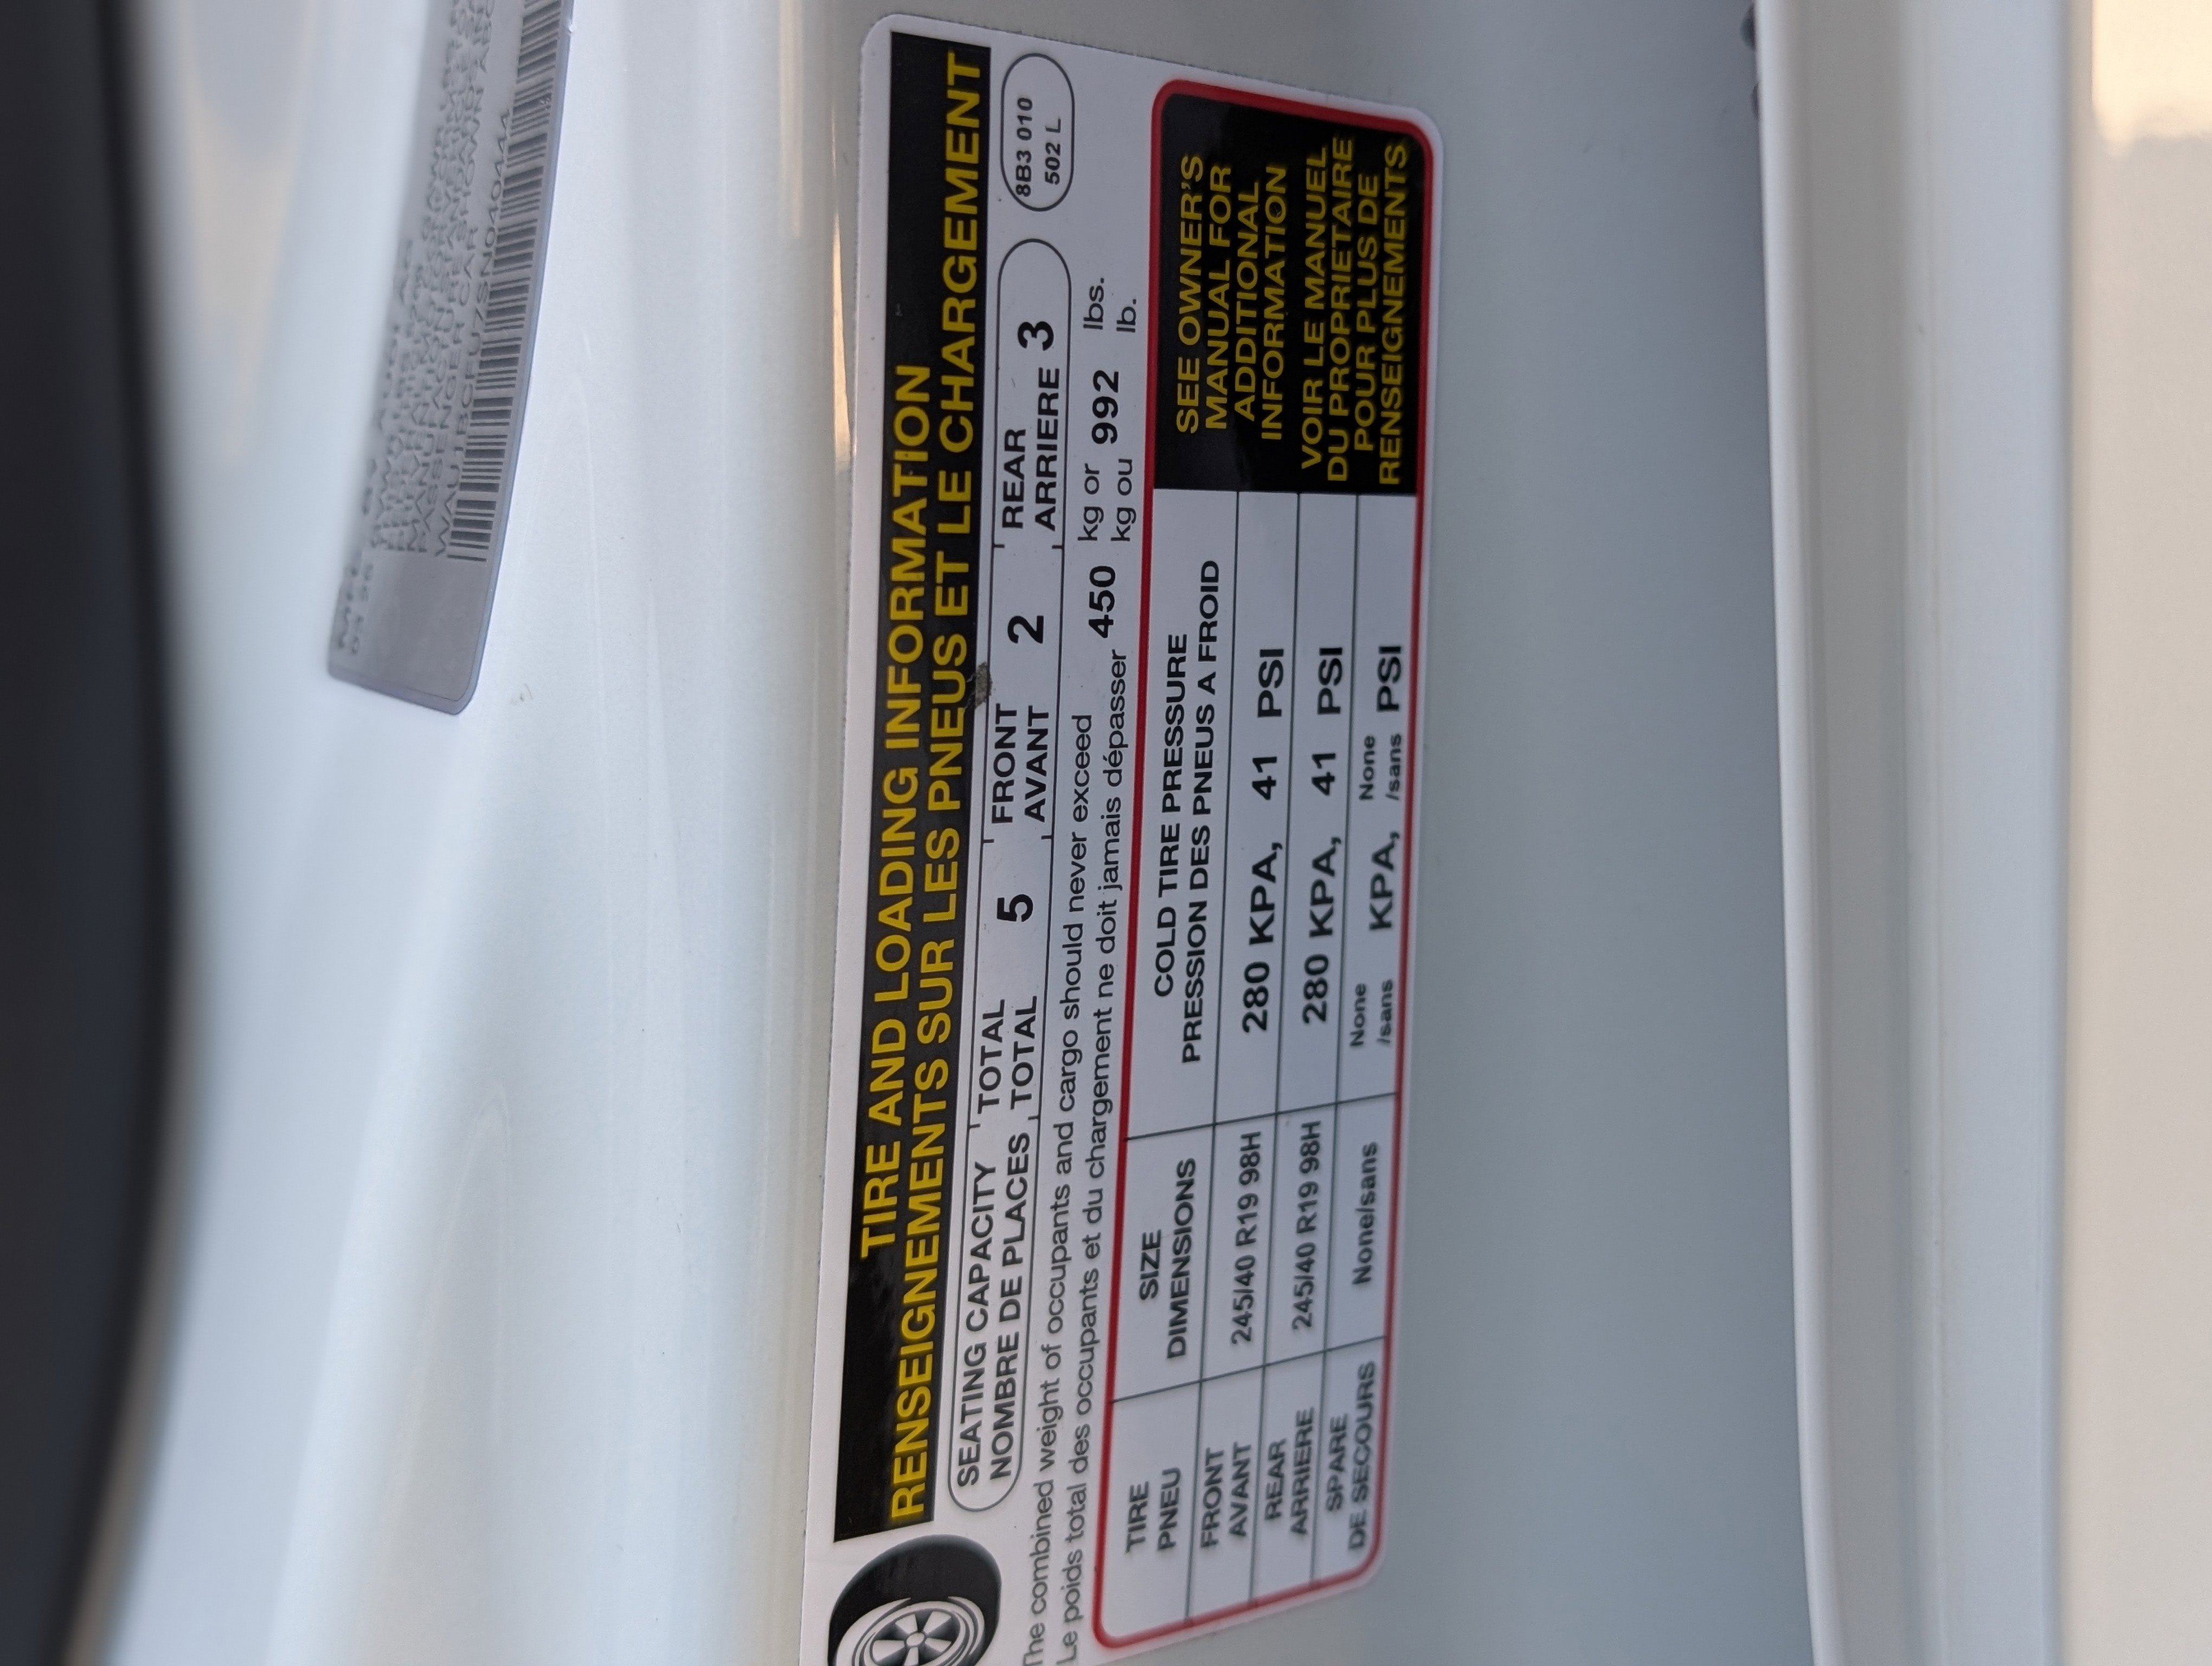 TIRE AND LOADING INFORMATION
RENSEIGNEMENTS SUR LES PNEUS ET LE CHARGEMENT
SEATING CAPACITY TOTAL 5 FRONT 2 REAR 3
NOMBRE DE PLACES TOTAL AVANT ARRIERE
8B3 010
502 L
The combined weight of occupants and cargo should never exceed 450 kg or 992 lbs.
Le poids total des occupants et du chargement ne doit jamais dépasser kg ou lb.
TIRE SIZE COLD TIRE PRESSURE
PNEU DIMENSIONS PRESSION DES PNEUS A FROID
FRONT
AVANT 245/40 R19 98H 280 KPA, 41 PSI
REAR
ARRIERE 245/40 R19 98H 280 KPA, 41 PSI
SPARE None None
DE SECOURS None/sans /sans KPA, /sans PSI
SEE OWNER'S
MANUAL FOR
ADDITIONAL
INFORMATION
VOIR LE MANUEL
DU PROPRIETAIRE
POUR PLUS DE
RENSEIGNEMENTS